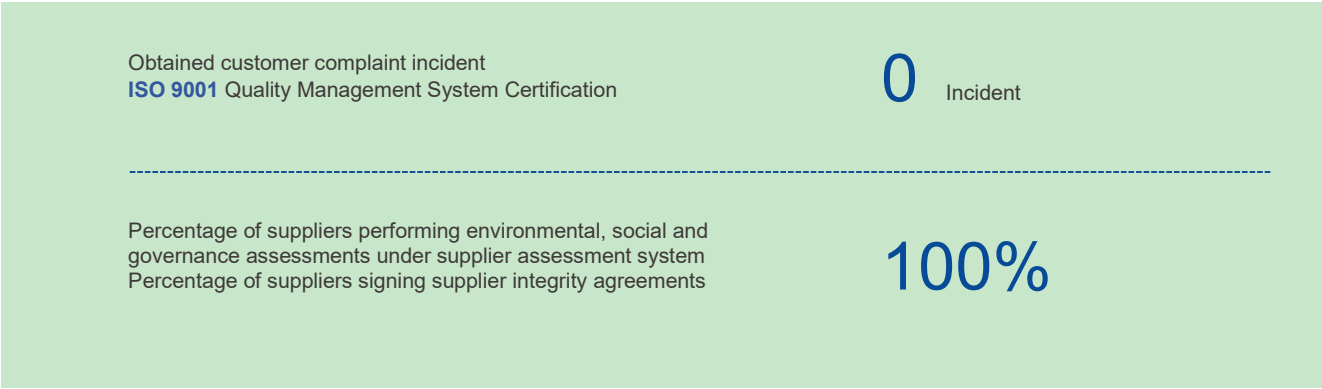 Obtained customer complaint incident
ISO 9001 Quality Management System Certification
0 Incident
Percentage of suppliers performing environmental, social and
governance assessments under supplier assessment system
Percentage of suppliers signing supplier integrity agreements
100%